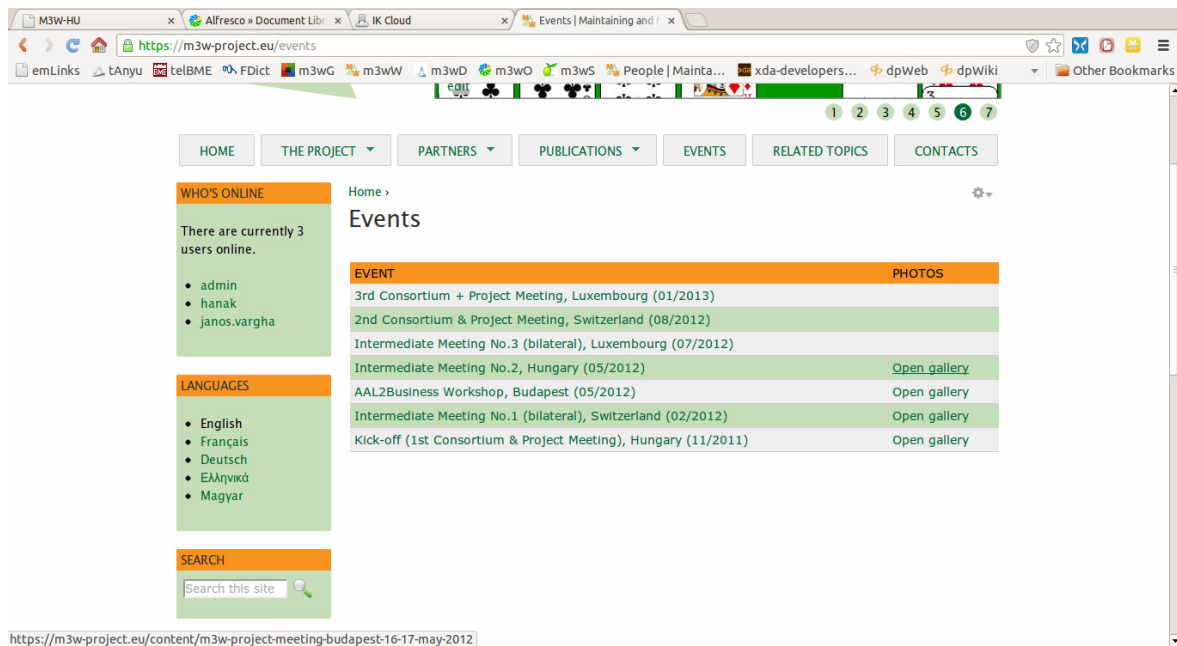 M3W-HU
Alfresco » Document Libr
IK Cloud
Events | Maintaining and
https://m3w-project.eu/events
emLinks tAnyu telBME FDict m3wG m3wW m3wD m3wO m3wS People | Mainta... xda-developers... dpWeb dpWiki Other Bookmarks
edit
3
1 2 3 4 5 6 7
HOME THE PROJECT PARTNERS PUBLICATIONS EVENTS RELATED TOPICS CONTACTS
WHO'S ONLINE
There are currently 3
users online.
• admin
• hanak
• janos.vargha
LANGUAGES
• English
• Français
• Deutsch
• Ελληνικά
• Magyar
SEARCH
Search this site
Home ›
Events
EVENT PHOTOS
3rd Consortium + Project Meeting, Luxembourg (01/2013)
2nd Consortium & Project Meeting, Switzerland (08/2012)
Intermediate Meeting No.3 (bilateral), Luxembourg (07/2012)
Intermediate Meeting No.2, Hungary (05/2012) Open gallery
AAL2Business Workshop, Budapest (05/2012) Open gallery
Intermediate Meeting No.1 (bilateral), Switzerland (02/2012) Open gallery
Kick-off (1st Consortium & Project Meeting), Hungary (11/2011) Open gallery
https://m3w-project.eu/content/m3w-project-meeting-budapest-16-17-may-2012